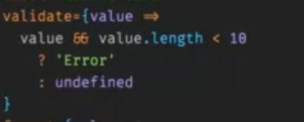 validate={value =>
value && value.length < 10
? 'Error'
: undefined
}